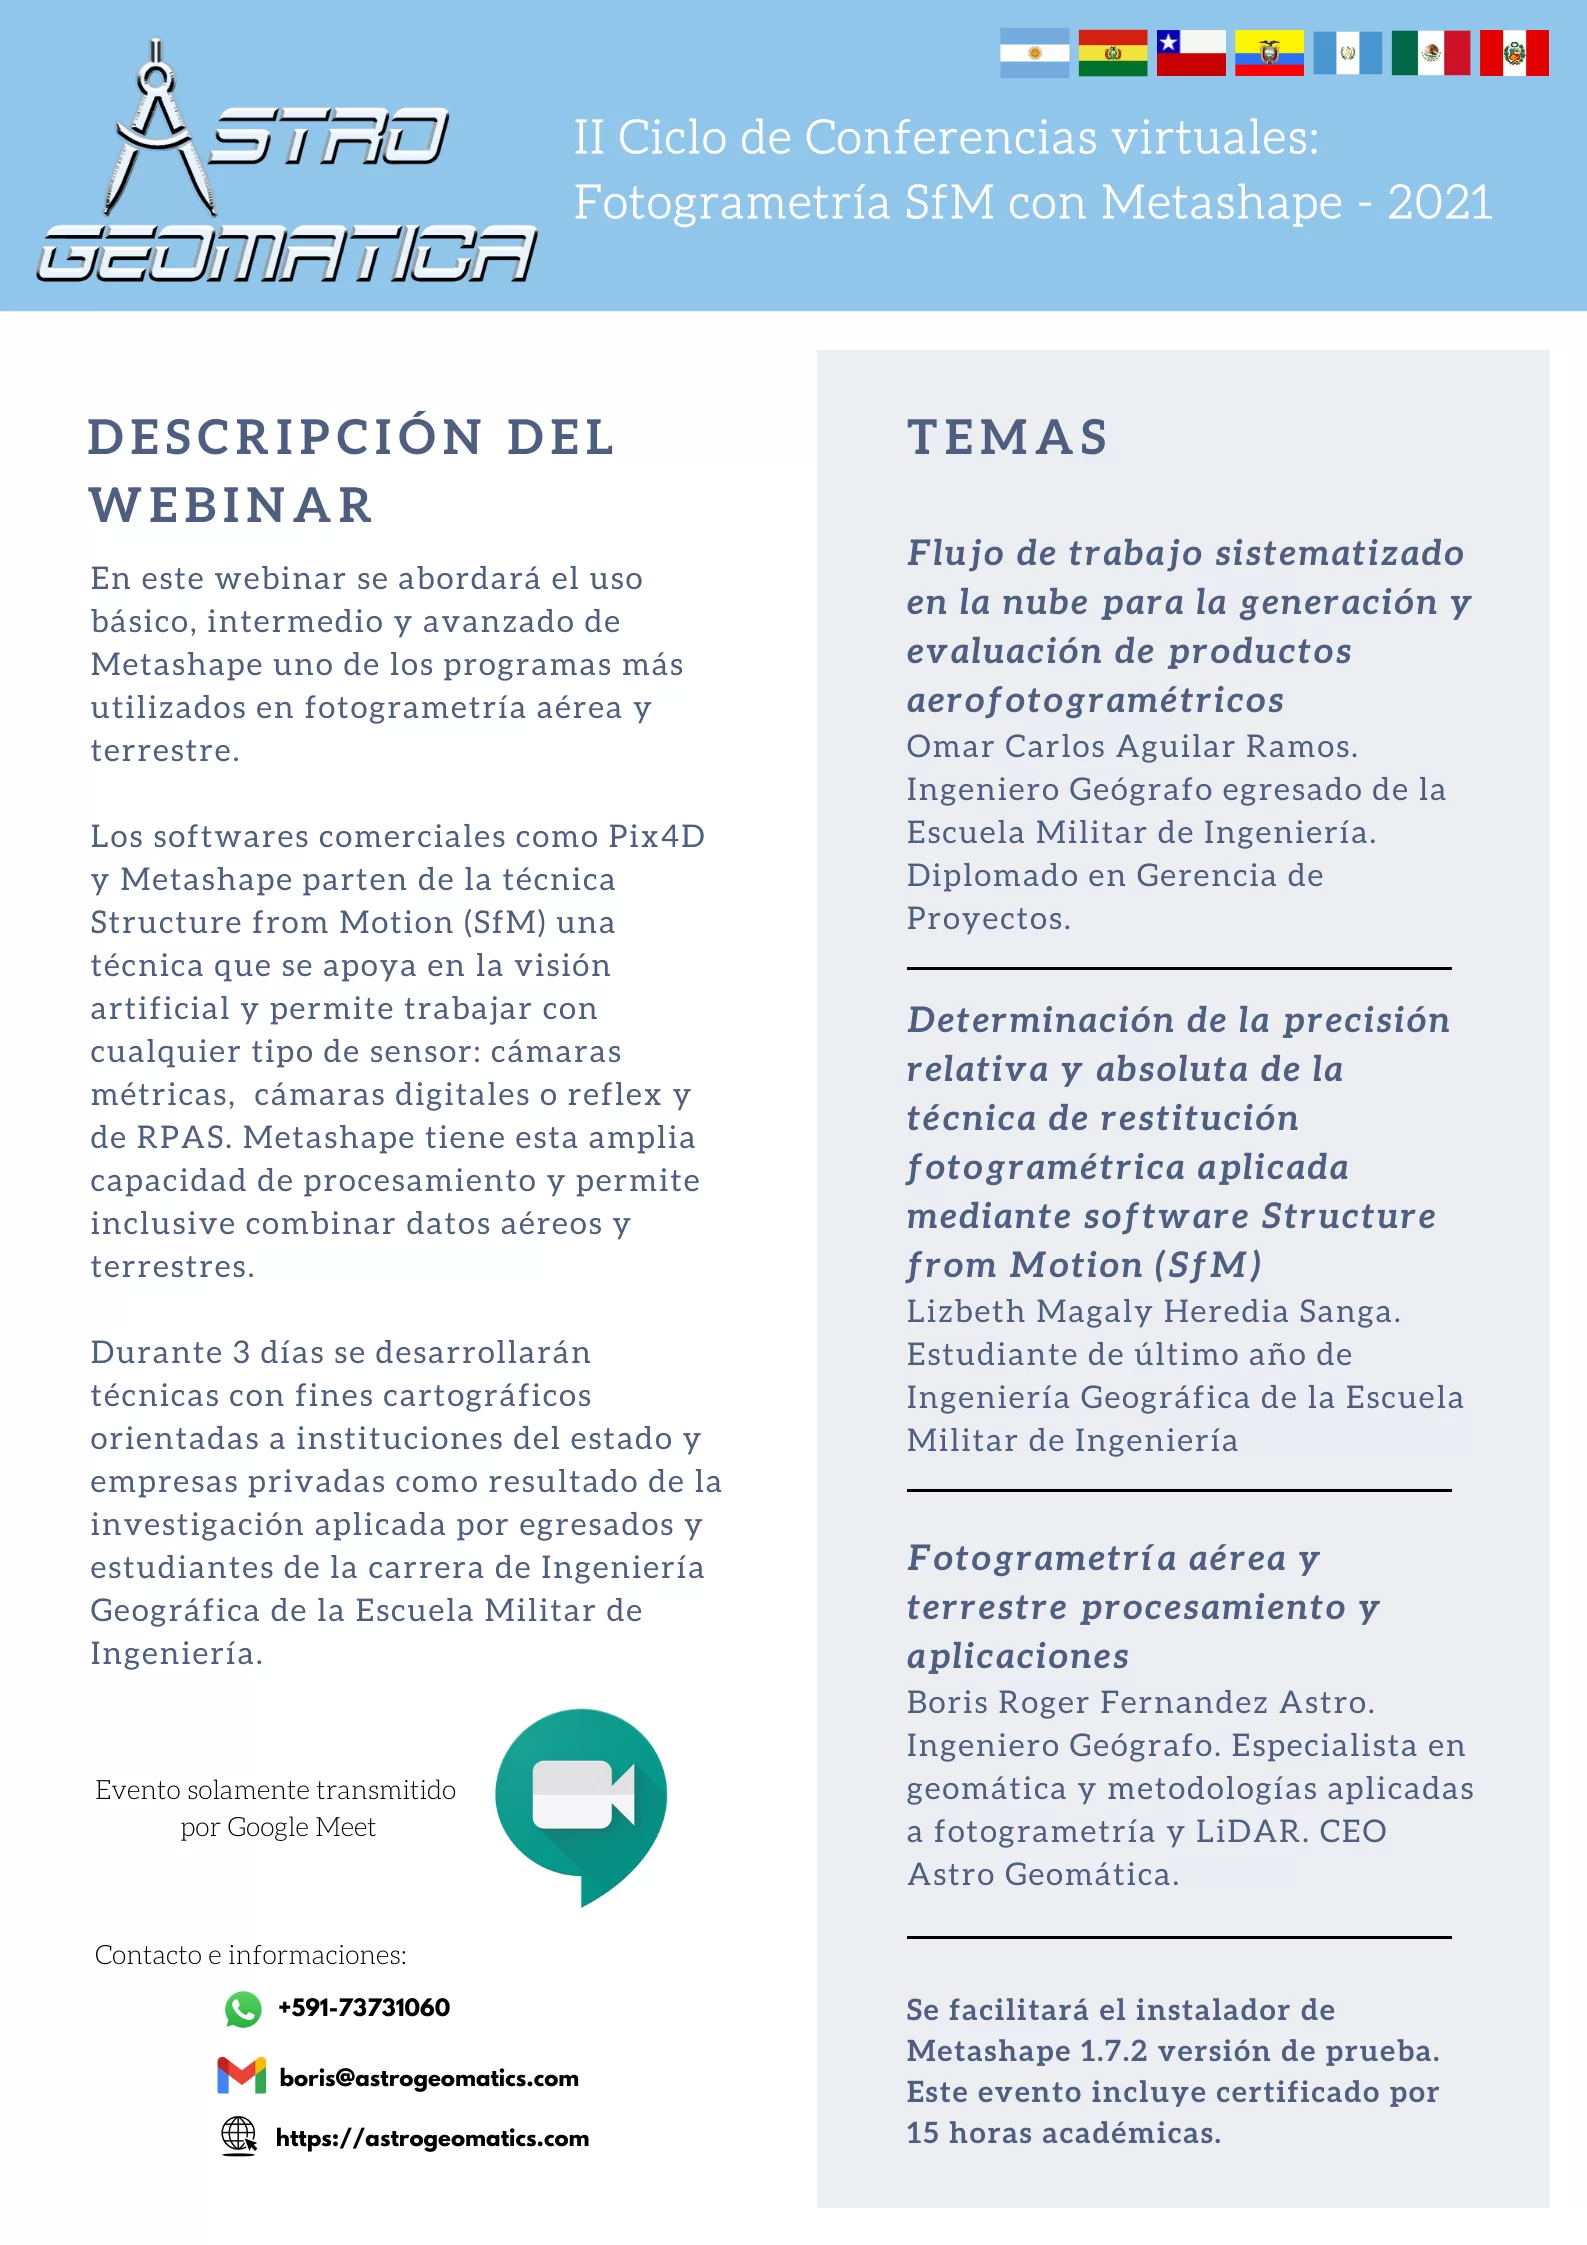 ASTRO
GEOMATICA
II Ciclo de Conferencias virtuales:
Fotogrametría SfM con Metashape - 2021
DESCRIPCIÓN DEL
WEBINAR
En este webinar se abordará el uso
básico, intermedio y avanzado de
Metashape uno de los programas más
utilizados en fotogrametría aérea y
terrestre.
Los softwares comerciales como Pix4D
y Metashape parten de la técnica
Structure from Motion (SfM) una
técnica que se apoya en la visión
artificial y permite trabajar con
cualquier tipo de sensor: cámaras
métricas, cámaras digitales o reflex y
de RPAS. Metashape tiene esta amplia
capacidad de procesamiento y permite
inclusive combinar datos aéreos y
terrestres.
Durante 3 días se desarrollarán
técnicas con fines cartográficos
orientadas a instituciones del estado y
empresas privadas como resultado de la
investigación aplicada por egresados y
estudiantes de la carrera de Ingeniería
Geográfica de la Escuela Militar de
Ingeniería.
Evento solamente transmitido
por Google Meet
Contacto e informaciones:
+591-73731060
boris@astrogeomatics.com
https://astrogeomatics.com
TEMAS
Flujo de trabajo sistematizado
en la nube para la generación y
evaluación de productos
aerofotogramétricos
Omar Carlos Aguilar Ramos.
Ingeniero Geógrafo egresado de la
Escuela Militar de Ingeniería.
Diplomado en Gerencia de
Proyectos.
Determinación de la precisión
relativa y absoluta de la
técnica de restitución
fotogramétrica aplicada
mediante software Structure
from Motion (SfM)
Lizbeth Magaly Heredia Sanga.
Estudiante de último año de
Ingeniería Geográfica de la Escuela
Militar de Ingeniería
Fotogrametría aérea y
terrestre procesamiento y
aplicaciones
Boris Roger Fernandez Astro.
Ingeniero Geógrafo. Especialista en
geomática y metodologías aplicadas
a fotogrametría y LiDAR. CEO
Astro Geomática.
Se facilitará el instalador de
Metashape 1.7.2 versión de prueba.
Este evento incluye certificado por
15 horas académicas.